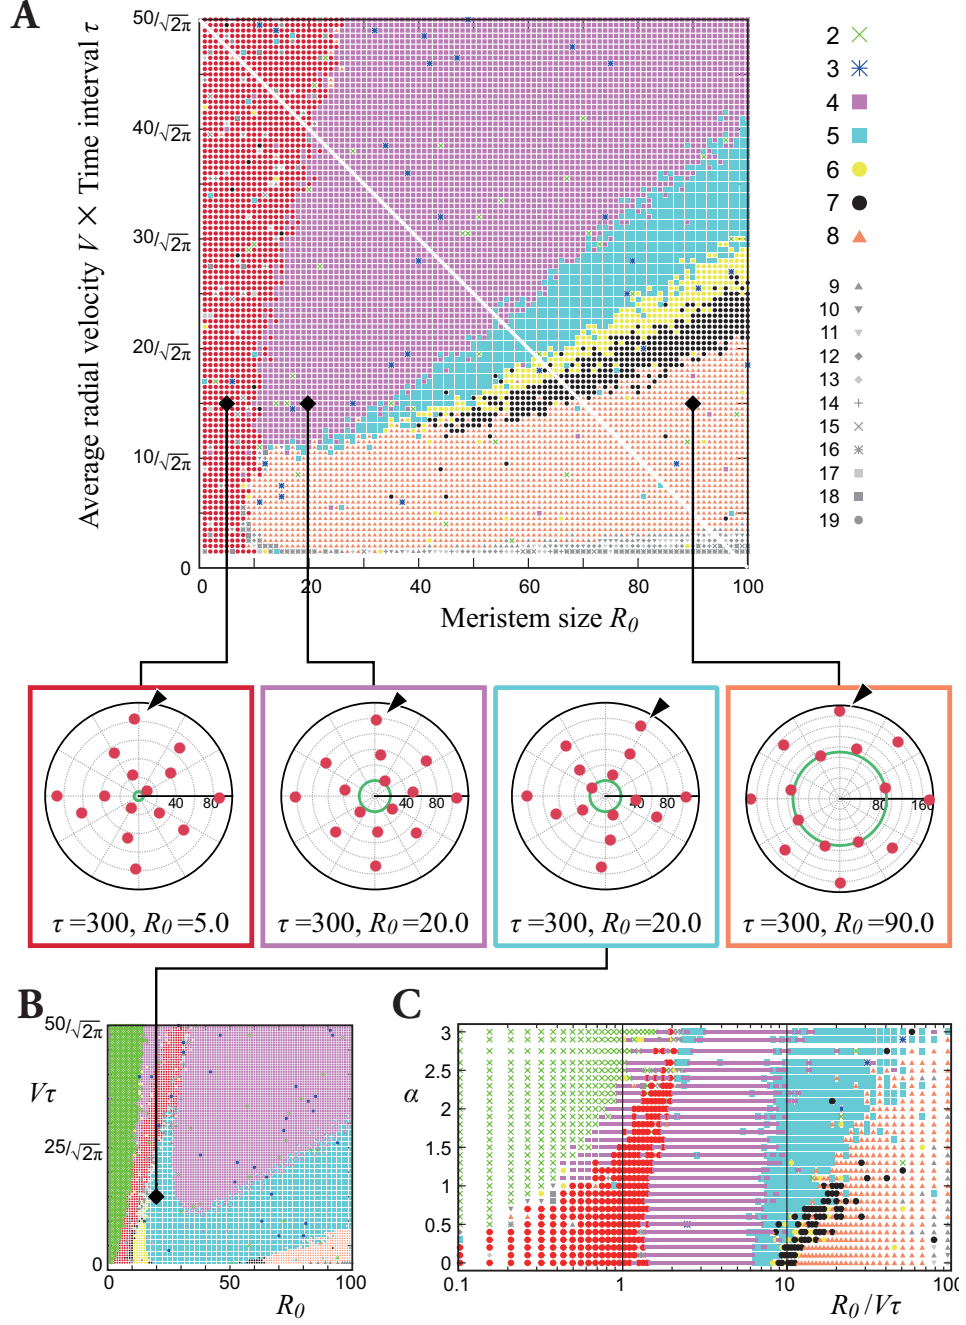 A
Average radial velocity V × Time interval τ
50/√2π
40/√2π
30/√2π
20/√2π
10/√2π
0
0 20 40 60 80 100
Meristem size R0
2
3
4
5
6
7
8
9
10
11
12
13
14
15
16
17
18
19
40 80
40 80
40 80
80 160
τ =300, R0 =5.0
τ =300, R0 =20.0
τ =300, R0 =20.0
τ =300, R0 =90.0
B
50/√2π
Vτ
25/√2π
0
0 50 100
R0
C
α
3
2.5
2
1.5
1
0.5
0
0.1 1 10 100
R0 /Vτ